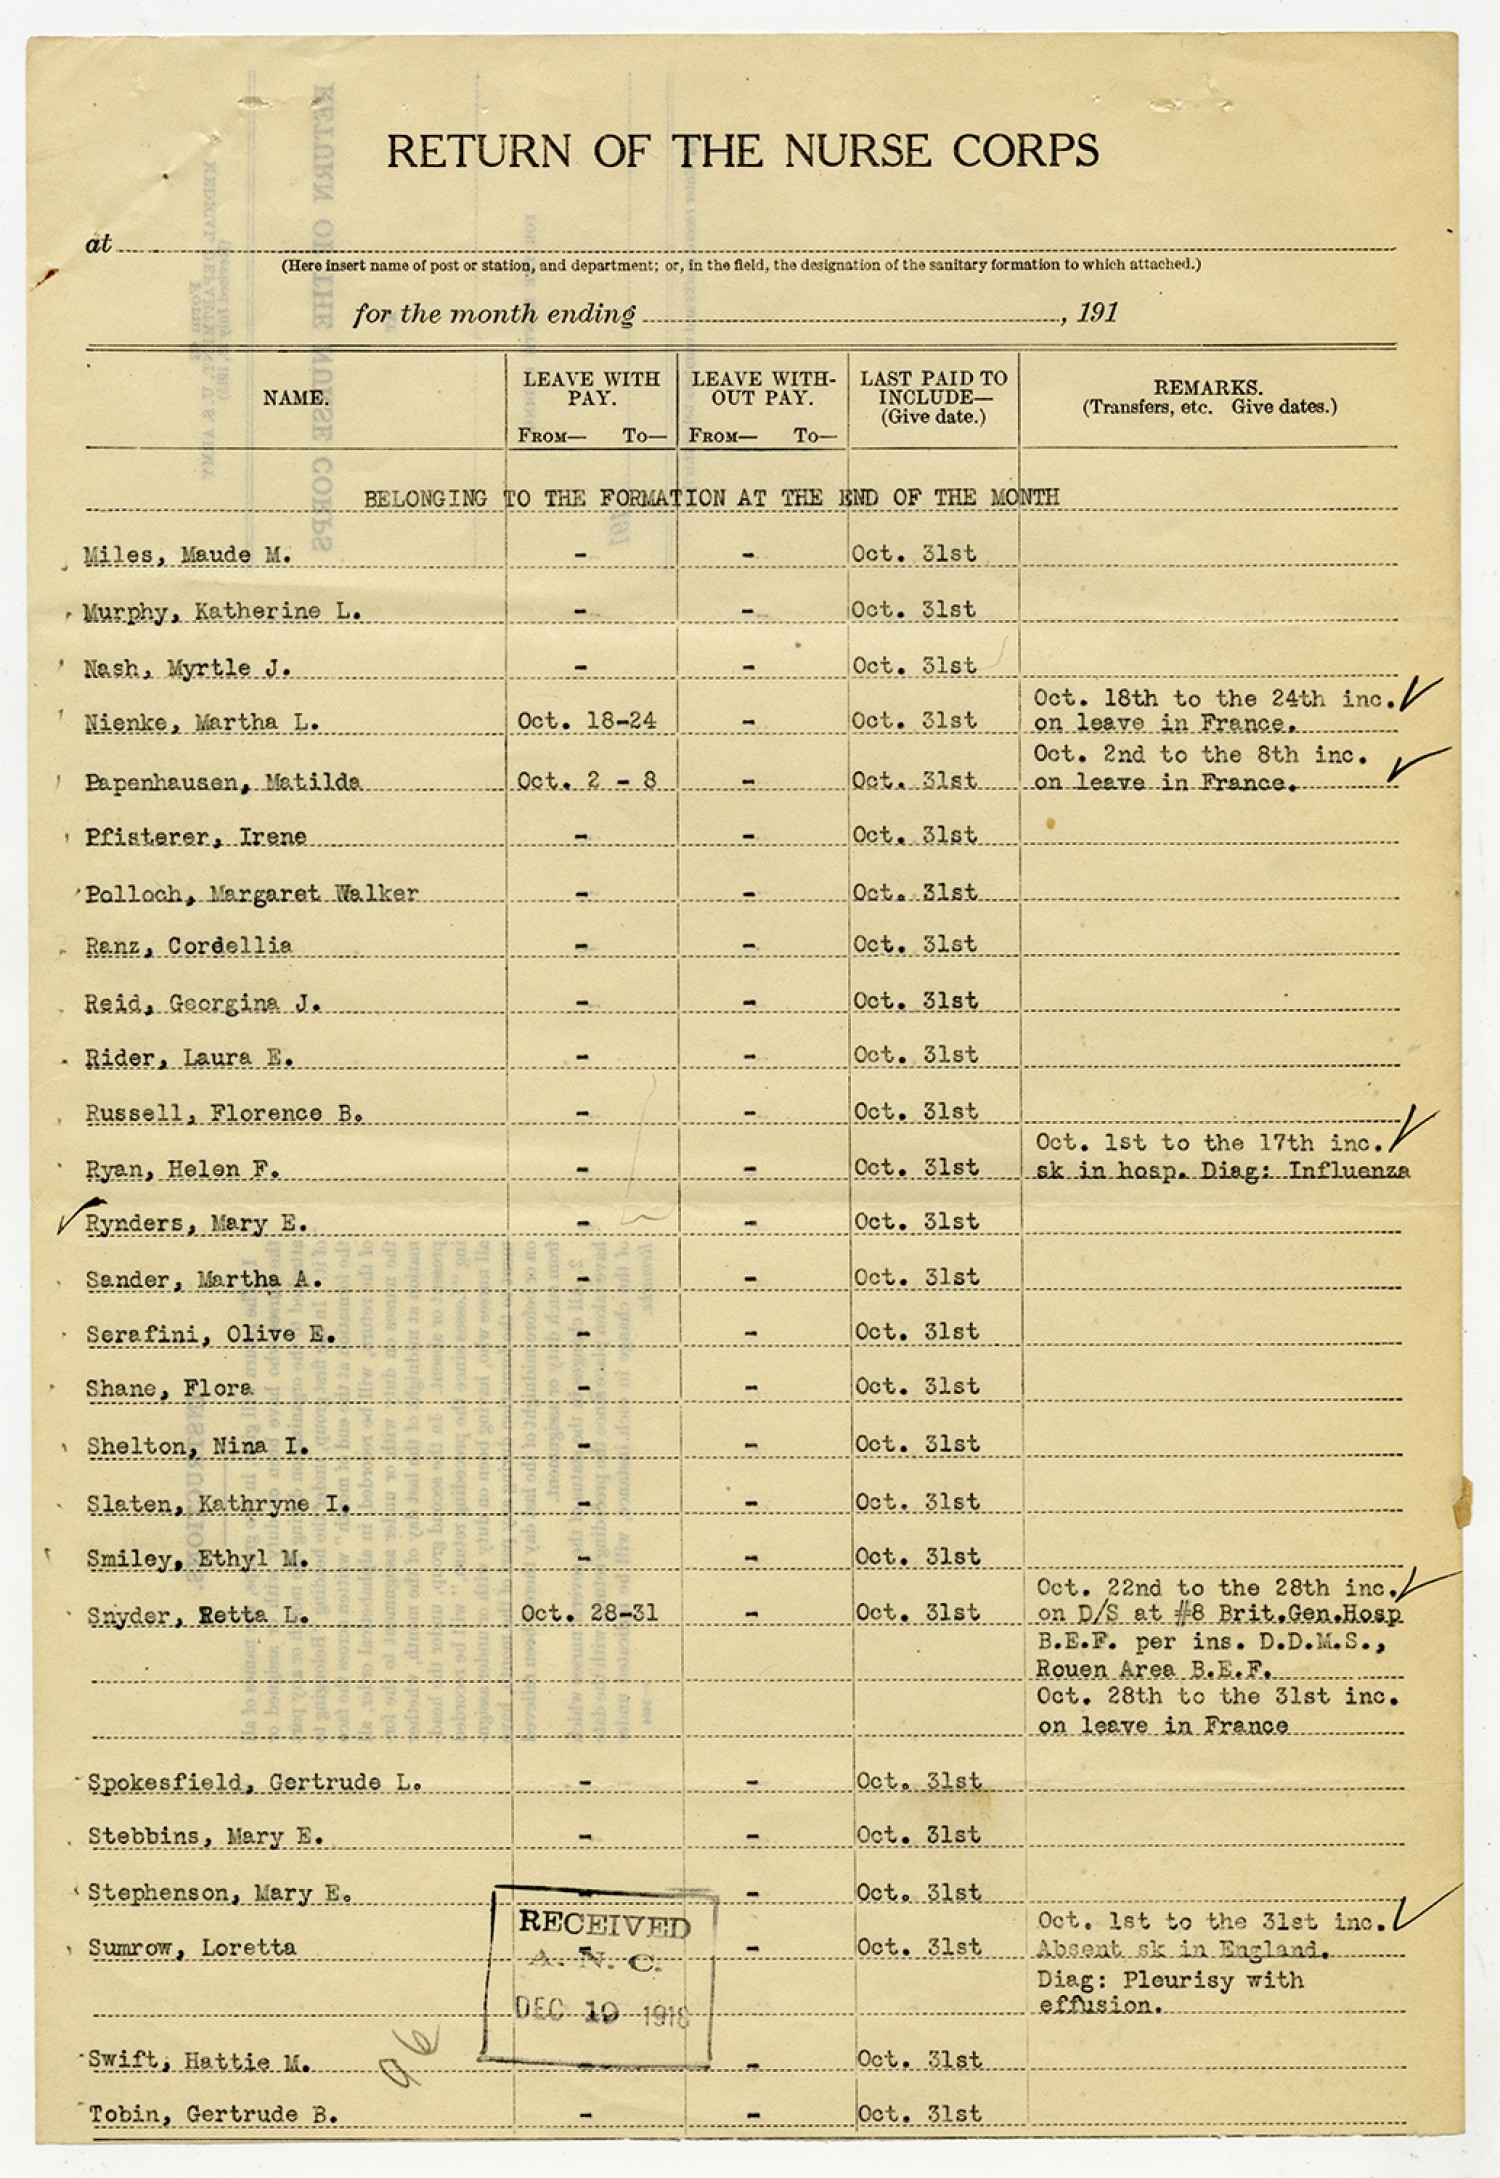 RETURN OF THE NURSE CORPS
at
(Here insert name of post or station, and department; or, in the field, the designation of the sanitary formation to which attached.)
for the month ending , 191
NAME. LEAVE WITH PAY. From— To— LEAVE WITH-OUT PAY. From— To— LAST PAID TO INCLUDE— (Give date.) REMARKS. (Transfers, etc. Give dates.)
BELONGING TO THE FORMATION AT THE END OF THE MONTH
Miles, Maude M. - - Oct. 31st
Murphy, Katherine L. - - Oct. 31st
Nash, Myrtle J. - - Oct. 31st
Oct. 18th to the 24th inc.
Nienke, Martha L. Oct. 18-24 - Oct. 31st on leave in France.
Oct. 2nd to the 8th inc.
Papenhausen, Matilda Oct. 2 - 8 - Oct. 31st on leave in France.
Pfisterer, Irene - - Oct. 31st
Polloch, Margaret Walker - - Oct. 31st
Ranz, Cordellia - - Oct. 31st
Reid, Georgina J. - - Oct. 31st
Rider, Laura E. - - Oct. 31st
Russell, Florence B. - - Oct. 31st
Oct. 1st to the 17th inc.
Ryan, Helen F. - - Oct. 31st sk in hosp. Diag: Influenza
Rynders, Mary E. - - Oct. 31st
Sander, Martha A. - - Oct. 31st
Serafini, Olive E. - - Oct. 31st
Shane, Flora - - Oct. 31st
Shelton, Nina I. - - Oct. 31st
Slaten, Kathryne I. - - Oct. 31st
Smiley, Ethyl M. - - Oct. 31st
Oct. 22nd to the 28th inc.
Snyder, Retta L. Oct. 28-31 - Oct. 31st on D/S at #8 Brit.Gen.Hosp
B.E.F. per ins. D.D.M.S.,
Rouen Area B.E.F.
Oct. 28th to the 31st inc.
on leave in France
Spokesfield, Gertrude L. - - Oct. 31st
Stebbins, Mary E. - - Oct. 31st
Stephenson, Mary E. - - Oct. 31st
Oct. 1st to the 31st inc.
Sumrow, Loretta - - Oct. 31st Absent sk in England.
Diag: Pleurisy with
effusion.
RECEIVED
A. N. C.
DEC 10 1918
Swift, Hattie M. - - Oct. 31st
Tobin, Gertrude B. - - Oct. 31st